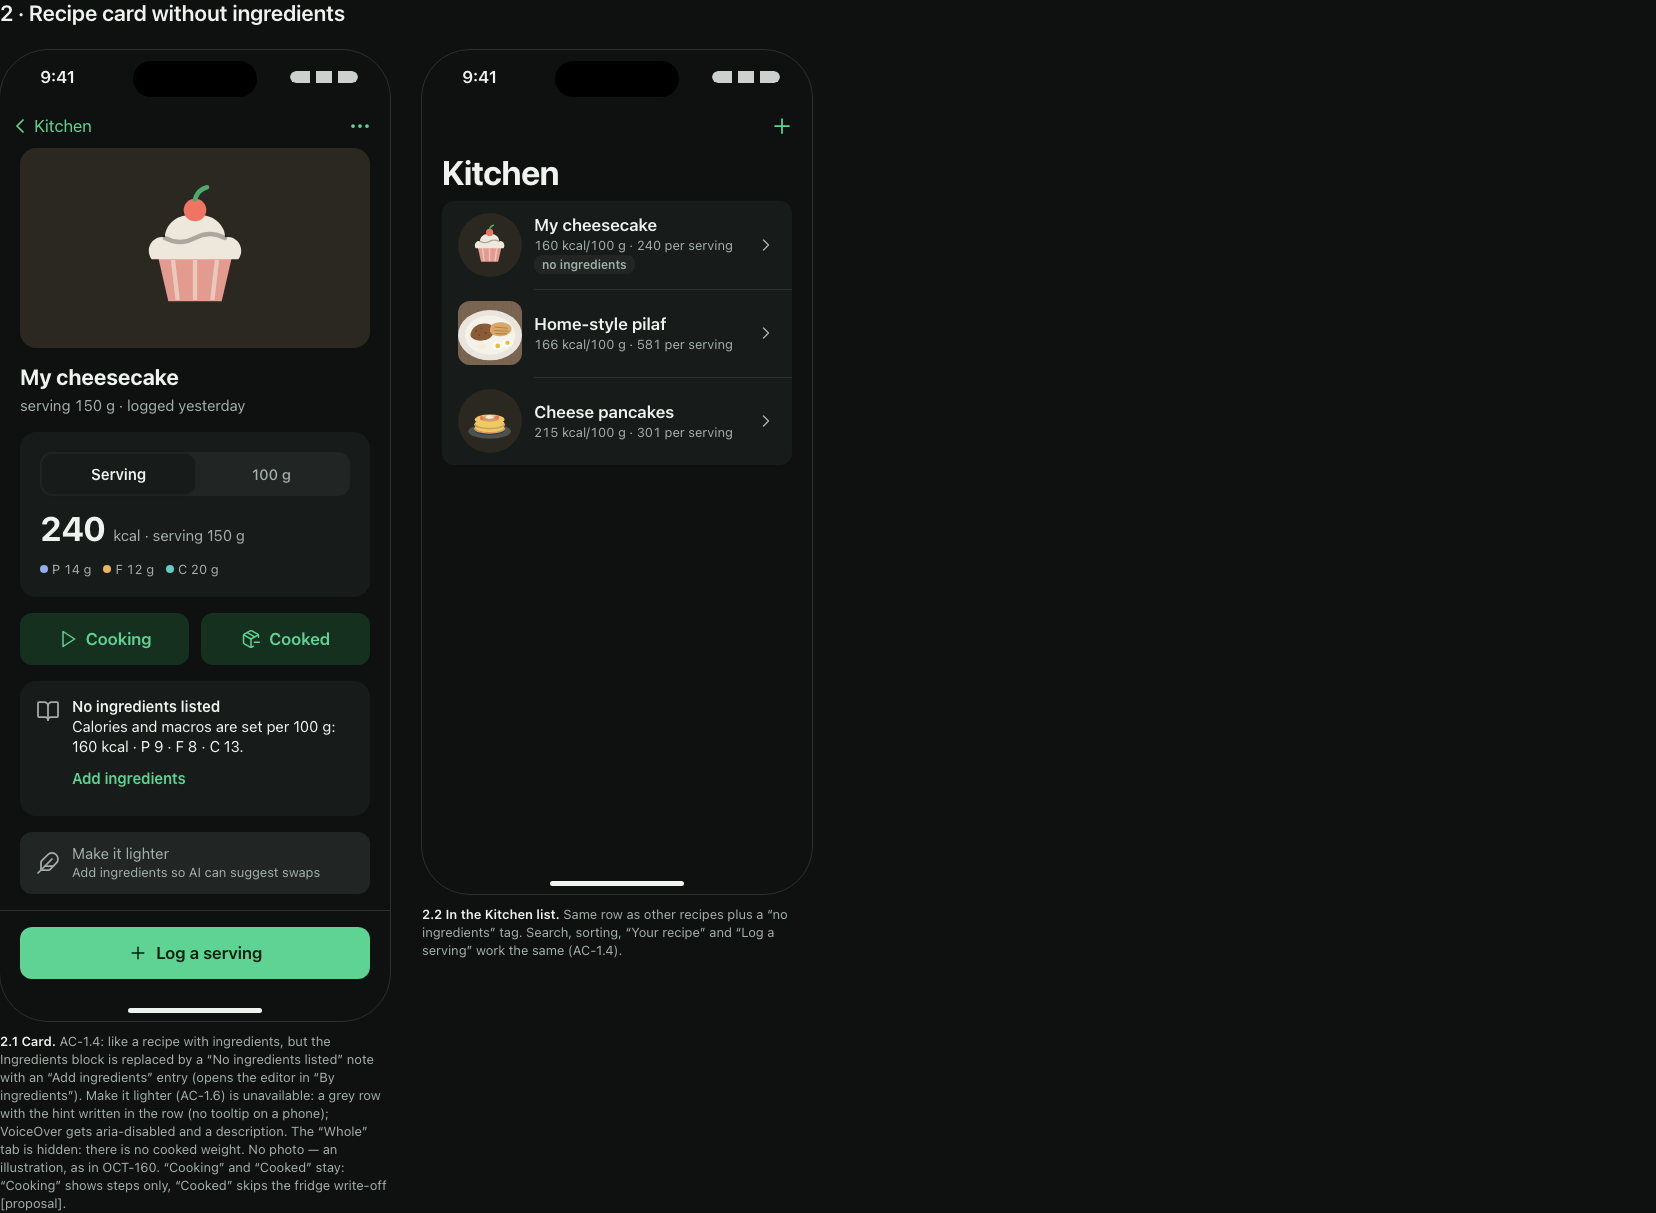 2 · Recipe card without ingredients
9:41
Kitchen
My cheesecake
serving 150 g · logged yesterday
Serving
100 g
240 kcal · serving 150 g
P 14 g F 12 g C 20 g
Cooking
Cooked
No ingredients listed
Calories and macros are set per 100 g:
160 kcal · P 9 · F 8 · C 13.
Add ingredients
Make it lighter
Add ingredients so AI can suggest swaps
+ Log a serving
2.1 Card. AC-1.4: like a recipe with ingredients, but the
Ingredients block is replaced by a “No ingredients listed” note
with an “Add ingredients” entry (opens the editor in “By
ingredients”). Make it lighter (AC-1.6) is unavailable: a grey row
with the hint written in the row (no tooltip on a phone);
VoiceOver gets aria-disabled and a description. The “Whole”
tab is hidden: there is no cooked weight. No photo — an
illustration, as in OCT-160. “Cooking” and “Cooked” stay:
“Cooking” shows steps only, “Cooked” skips the fridge write-off
[proposal].
9:41
Kitchen
My cheesecake
160 kcal/100 g · 240 per serving
no ingredients
Home-style pilaf
166 kcal/100 g · 581 per serving
Cheese pancakes
215 kcal/100 g · 301 per serving
2.2 In the Kitchen list. Same row as other recipes plus a “no
ingredients” tag. Search, sorting, “Your recipe” and “Log a
serving” work the same (AC-1.4).